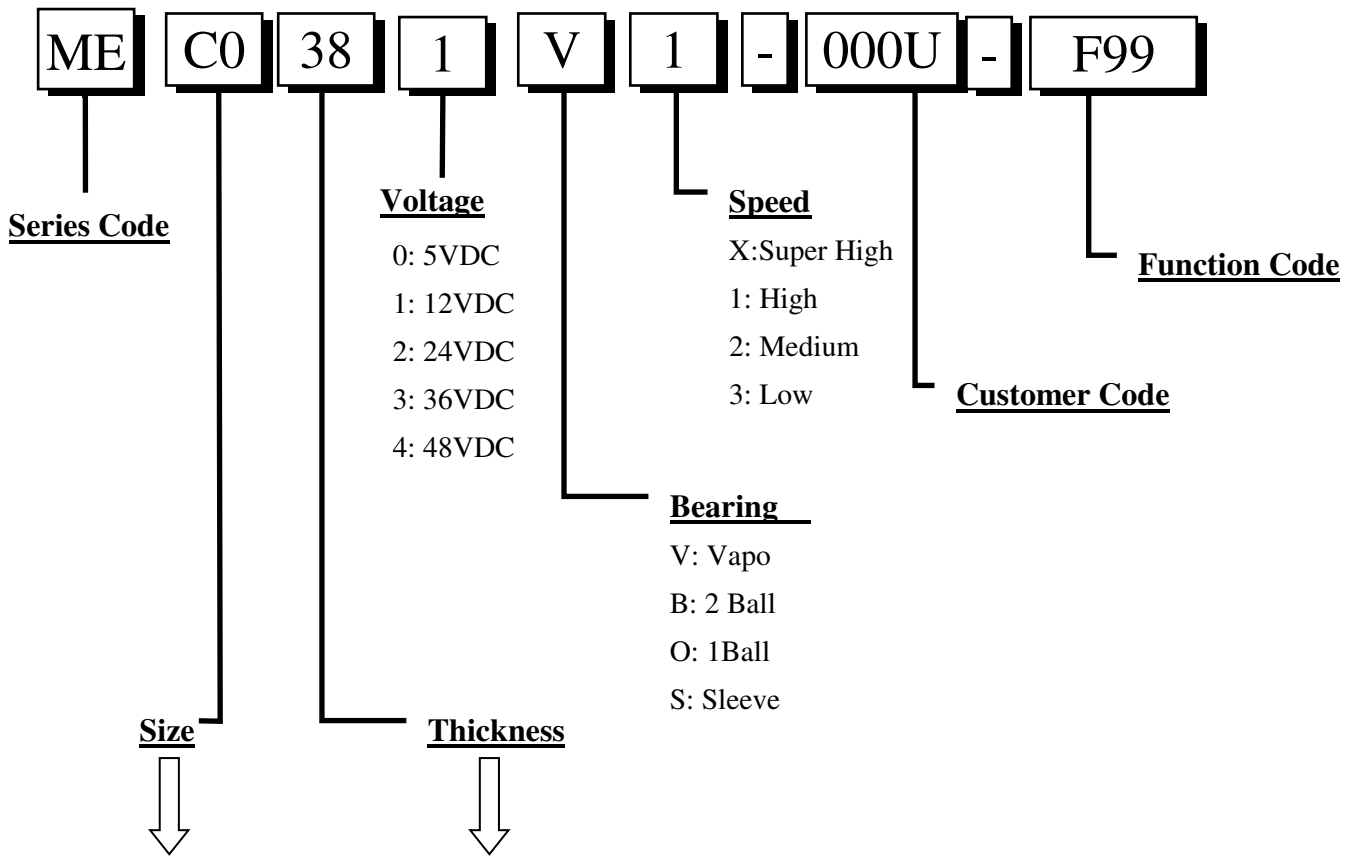 ME C0 38 1 V 1 - 000U - F99
Series Code
Voltage
0: 5VDC
1: 12VDC
2: 24VDC
3: 36VDC
4: 48VDC
Speed
X:Super High
1: High
2: Medium
3: Low
Function Code
Customer Code
Bearing
V: Vapo
B: 2 Ball
O: 1Ball
S: Sleeve
Size
Thickness